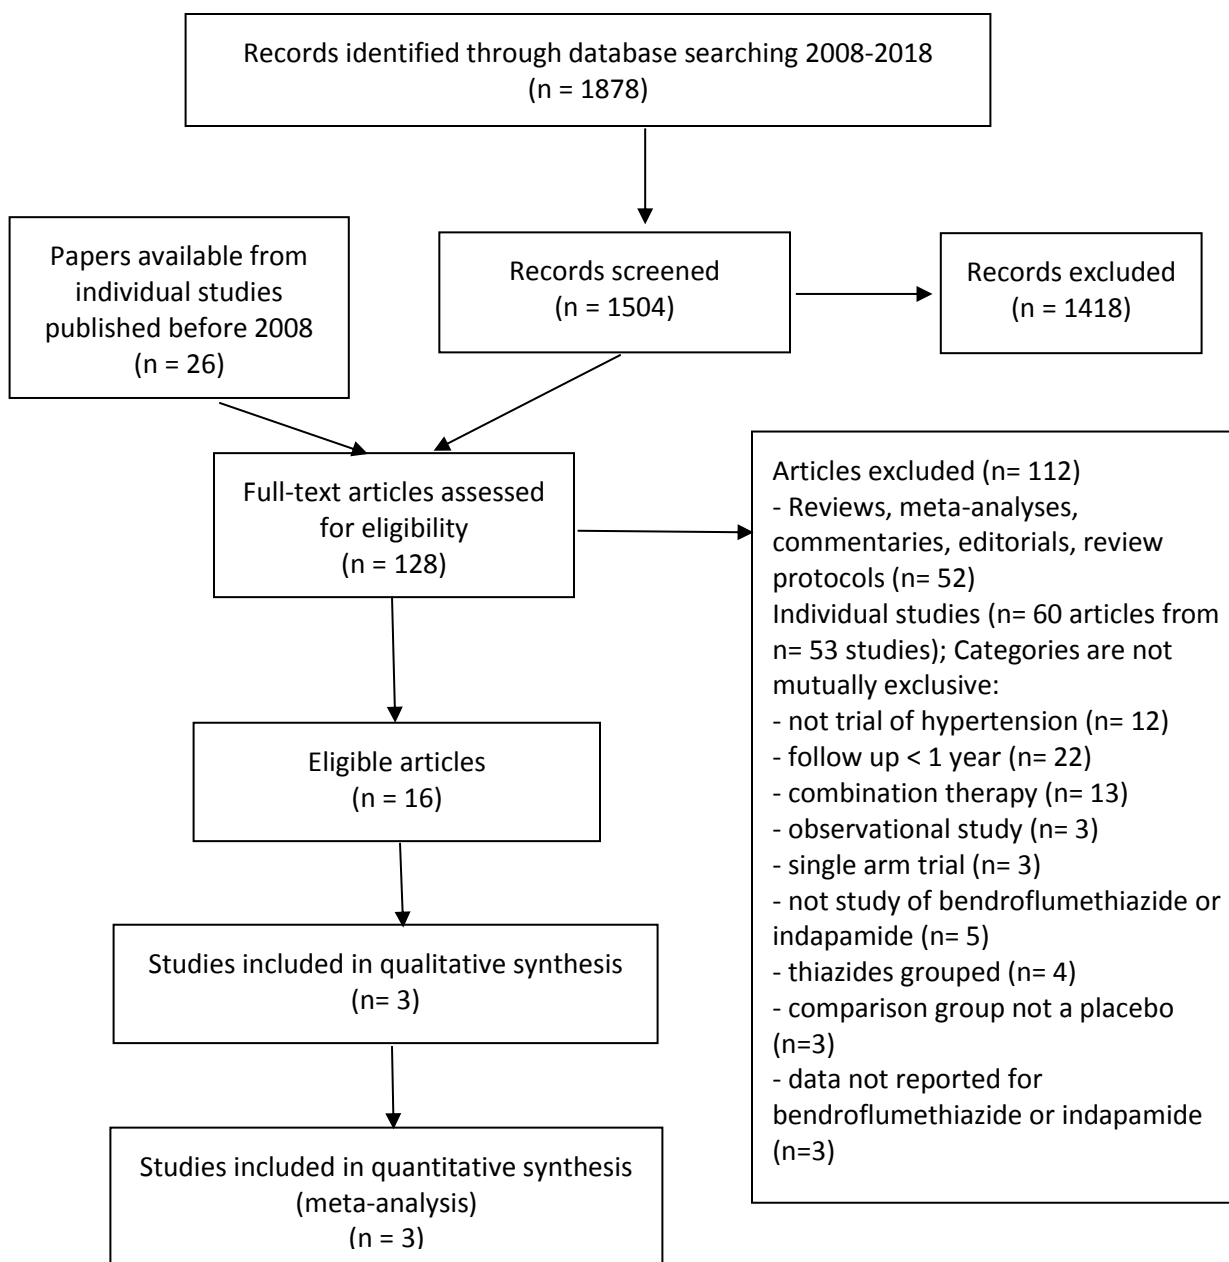 Records identified through database searching 2008-2018
(n = 1878)
Papers available from
individual studies
published before 2008
(n = 26)
Records screened
(n = 1504)
Records excluded
(n = 1418)
Full-text articles assessed
for eligibility
(n = 128)
Articles excluded (n= 112)
- Reviews, meta-analyses,
commentaries, editorials, review
protocols (n= 52)
Individual studies (n= 60 articles from
n= 53 studies); Categories are not
mutually exclusive:
- not trial of hypertension (n= 12)
- follow up < 1 year (n= 22)
- combination therapy (n= 13)
- observational study (n= 3)
- single arm trial (n= 3)
- not study of bendroflumethiazide or
indapamide (n= 5)
- thiazides grouped (n= 4)
- comparison group not a placebo
(n=3)
- data not reported for
bendroflumethiazide or indapamide
(n=3)
Eligible articles
(n = 16)
Studies included in qualitative synthesis
(n= 3)
Studies included in quantitative synthesis
(meta-analysis)
(n = 3)